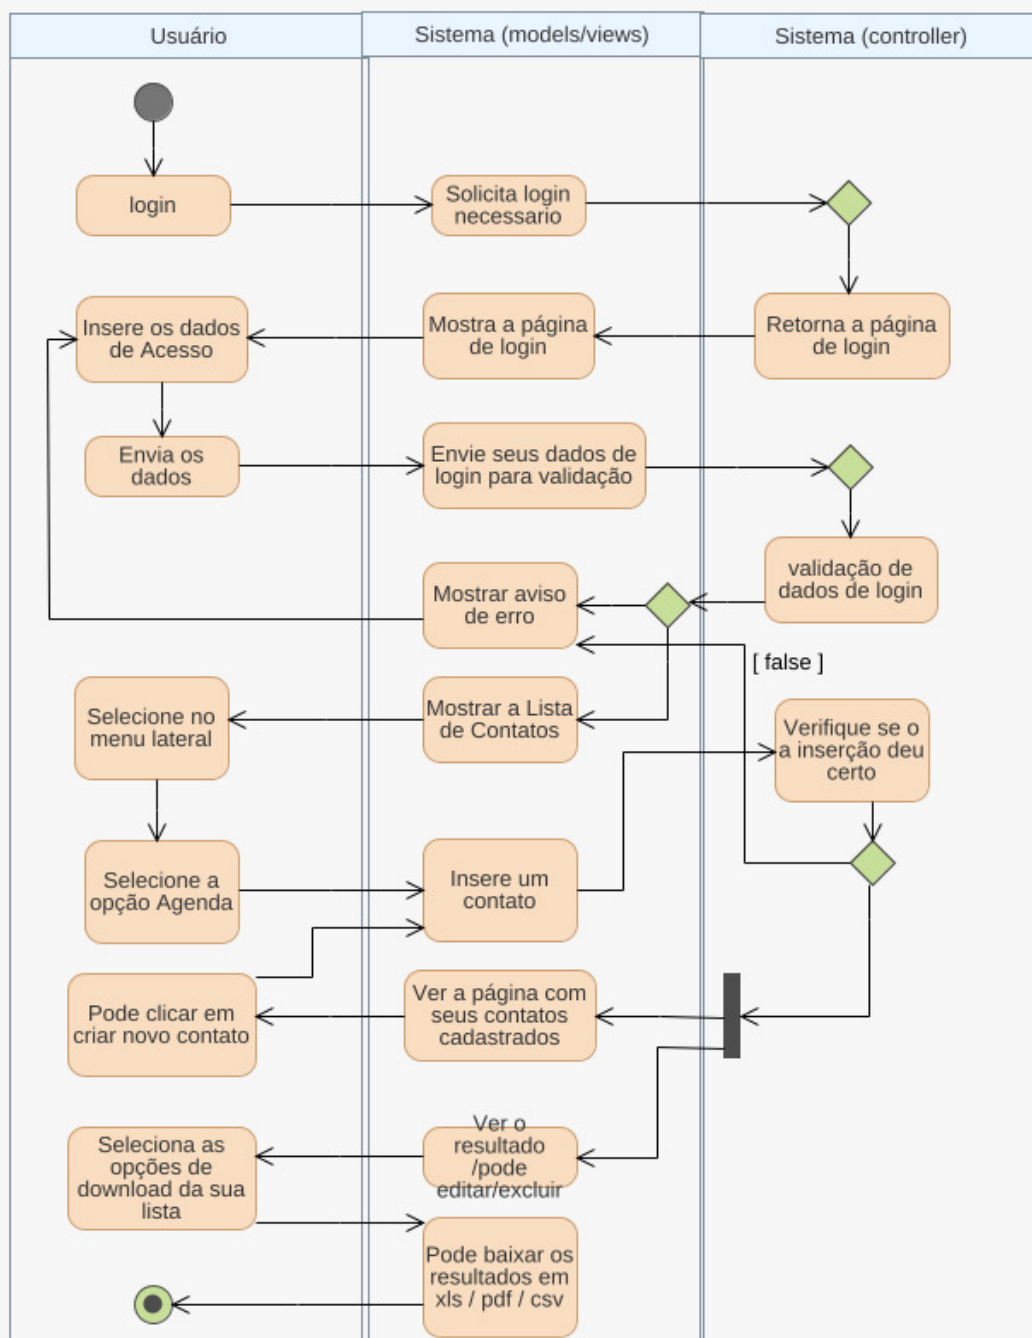 Usuário
Sistema (models/views)
Sistema (controller)
login
Solicita login
necessario
Insere os dados
de Acesso
Mostra a página
de login
Retorna a página
de login
Envia os
dados
Envie seus dados de
login para validação
validação de
dados de login
Mostrar aviso
de erro
[ false ]
Selecione no
menu lateral
Mostrar a Lista
de Contatos
Verifique se o
a inserção deu
certo
Selecione a
opção Agenda
Insere um
contato
Pode clicar em
criar novo contato
Ver a página com
seus contatos
cadastrados
Seleciona as
opções de
download da sua
lista
Ver o
resultado
/pode
editar/excluir
Pode baixar os
resultados em
xls / pdf / csv